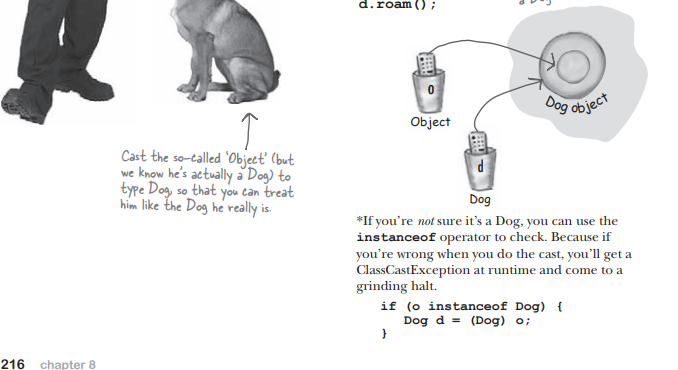 d.roam();
Object
o
Dog object
d
Dog
Cast the so-called 'Object' (but
we know he's actually a Dog) to
type Dog, so that you can treat
him like the Dog he really is.
*If you're not sure it's a Dog, you can use the
instanceof operator to check. Because if
you're wrong when you do the cast, you'll get a
ClassCastException at runtime and come to a
grinding halt.
if (o instanceof Dog) {
Dog d = (Dog) o;
}
216 chapter 8